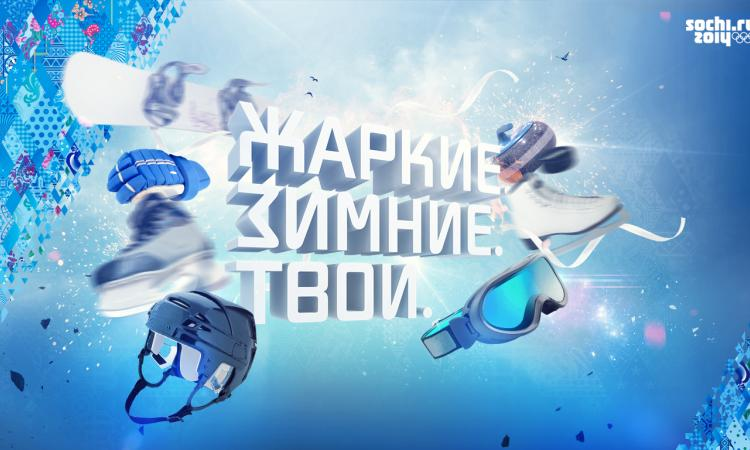 ЖАРКИЕ.
ЗИМНИЕ.
ТВОИ.
sochi.ru
2014